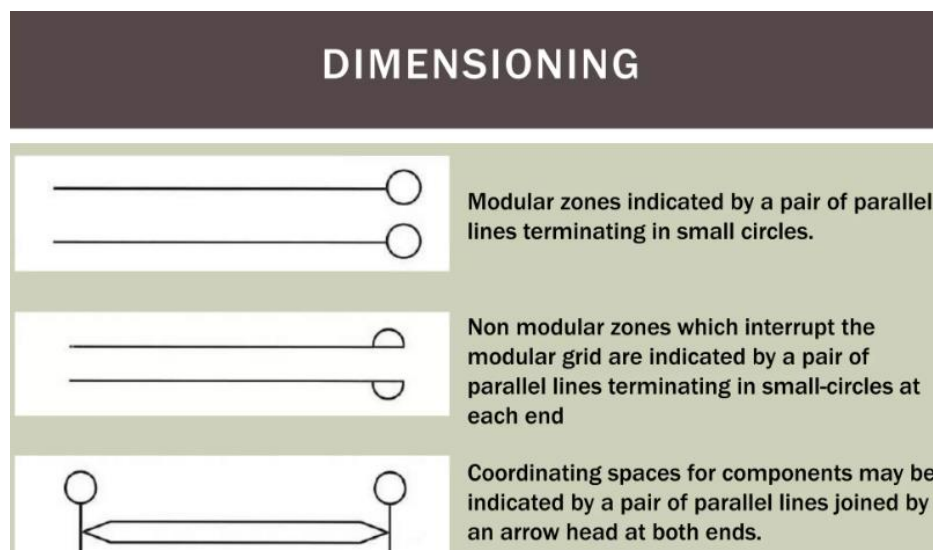 DIMENSIONING
Modular zones indicated by a pair of parallel
lines terminating in small circles.
Non modular zones which interrupt the
modular grid are indicated by a pair of
parallel lines terminating in small-circles at
each end
Coordinating spaces for components may be
indicated by a pair of parallel lines joined by
an arrow head at both ends.